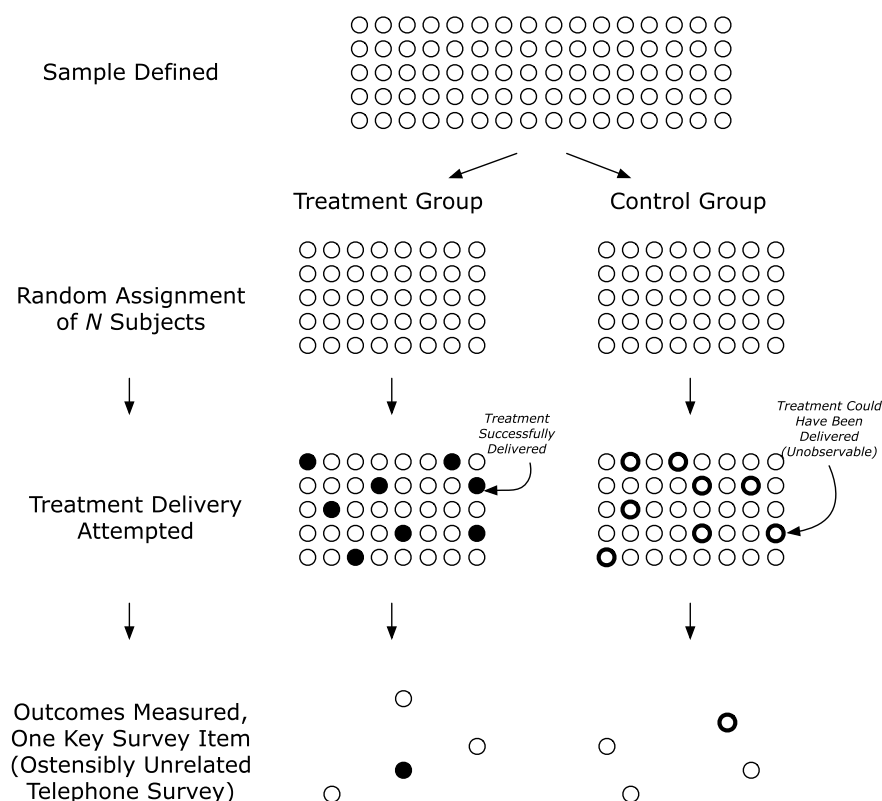 Sample Defined
Treatment Group
Control Group
Random Assignment
of N Subjects
Treatment
Successfully
Delivered
Treatment Could
Have Been
Delivered
(Unobservable)
Treatment Delivery
Attempted
Outcomes Measured,
One Key Survey Item
(Ostensibly Unrelated
Telephone Survey)